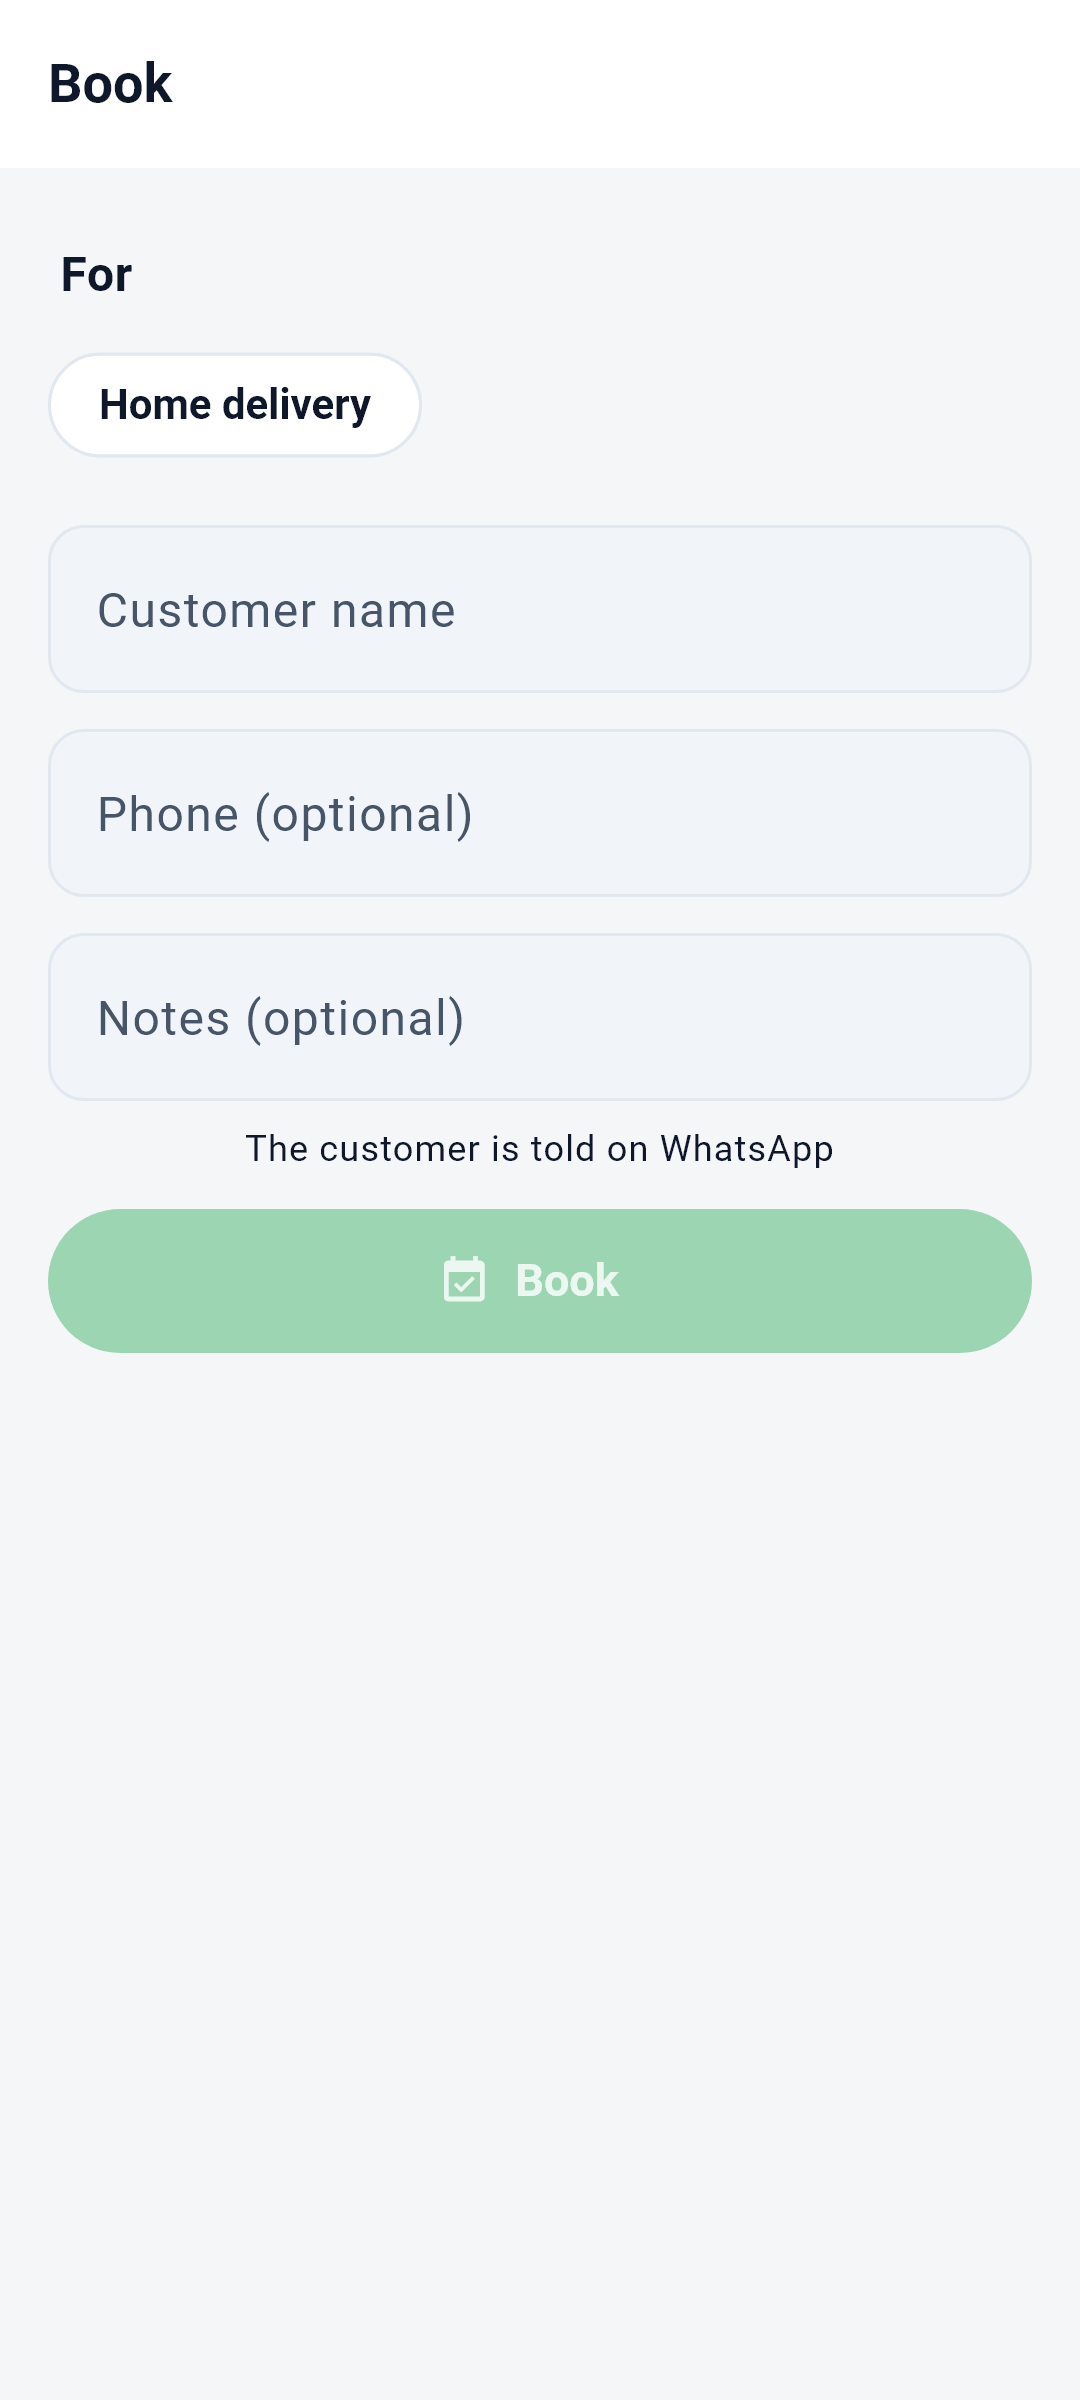 Book
For
Home delivery
Customer name
Phone (optional)
Notes (optional)
The customer is told on WhatsApp
Book